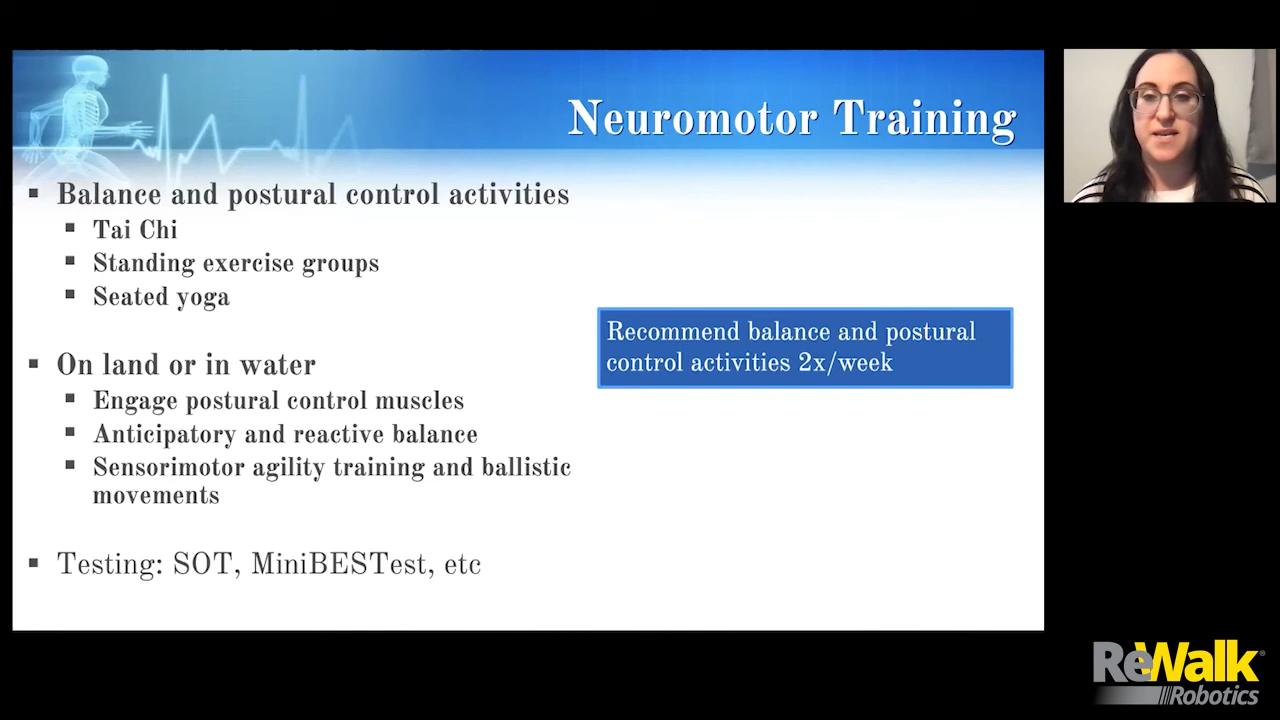 Neuromotor Training
▪ Balance and postural control activities
▪ Tai Chi
▪ Standing exercise groups
▪ Seated yoga
▪ On land or in water
▪ Engage postural control muscles
▪ Anticipatory and reactive balance
▪ Sensorimotor agility training and ballistic
movements
▪ Testing: SOT, MiniBESTest, etc
Recommend balance and postural
control activities 2x/week
ReWalk®
Robotics